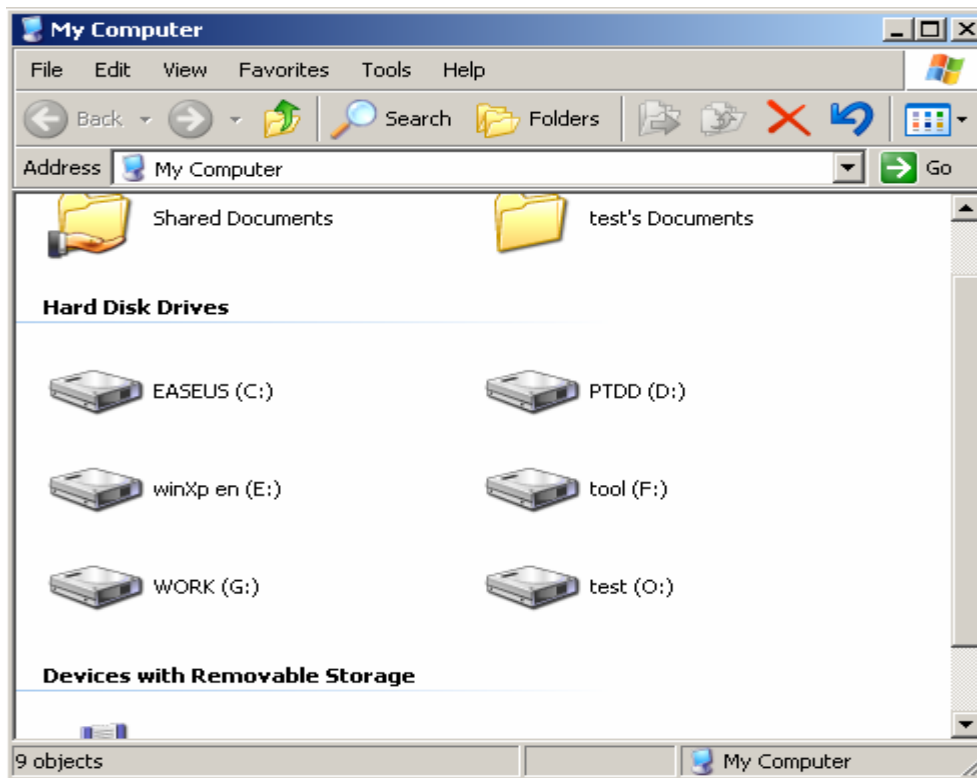 My Computer
File Edit View Favorites Tools Help
Back Search Folders
Address My Computer Go
Shared Documents test's Documents
Hard Disk Drives
EASEUS (C:) PTDD (D:)
winXp en (E:) tool (F:)
WORK (G:) test (O:)
Devices with Removable Storage
9 objects My Computer